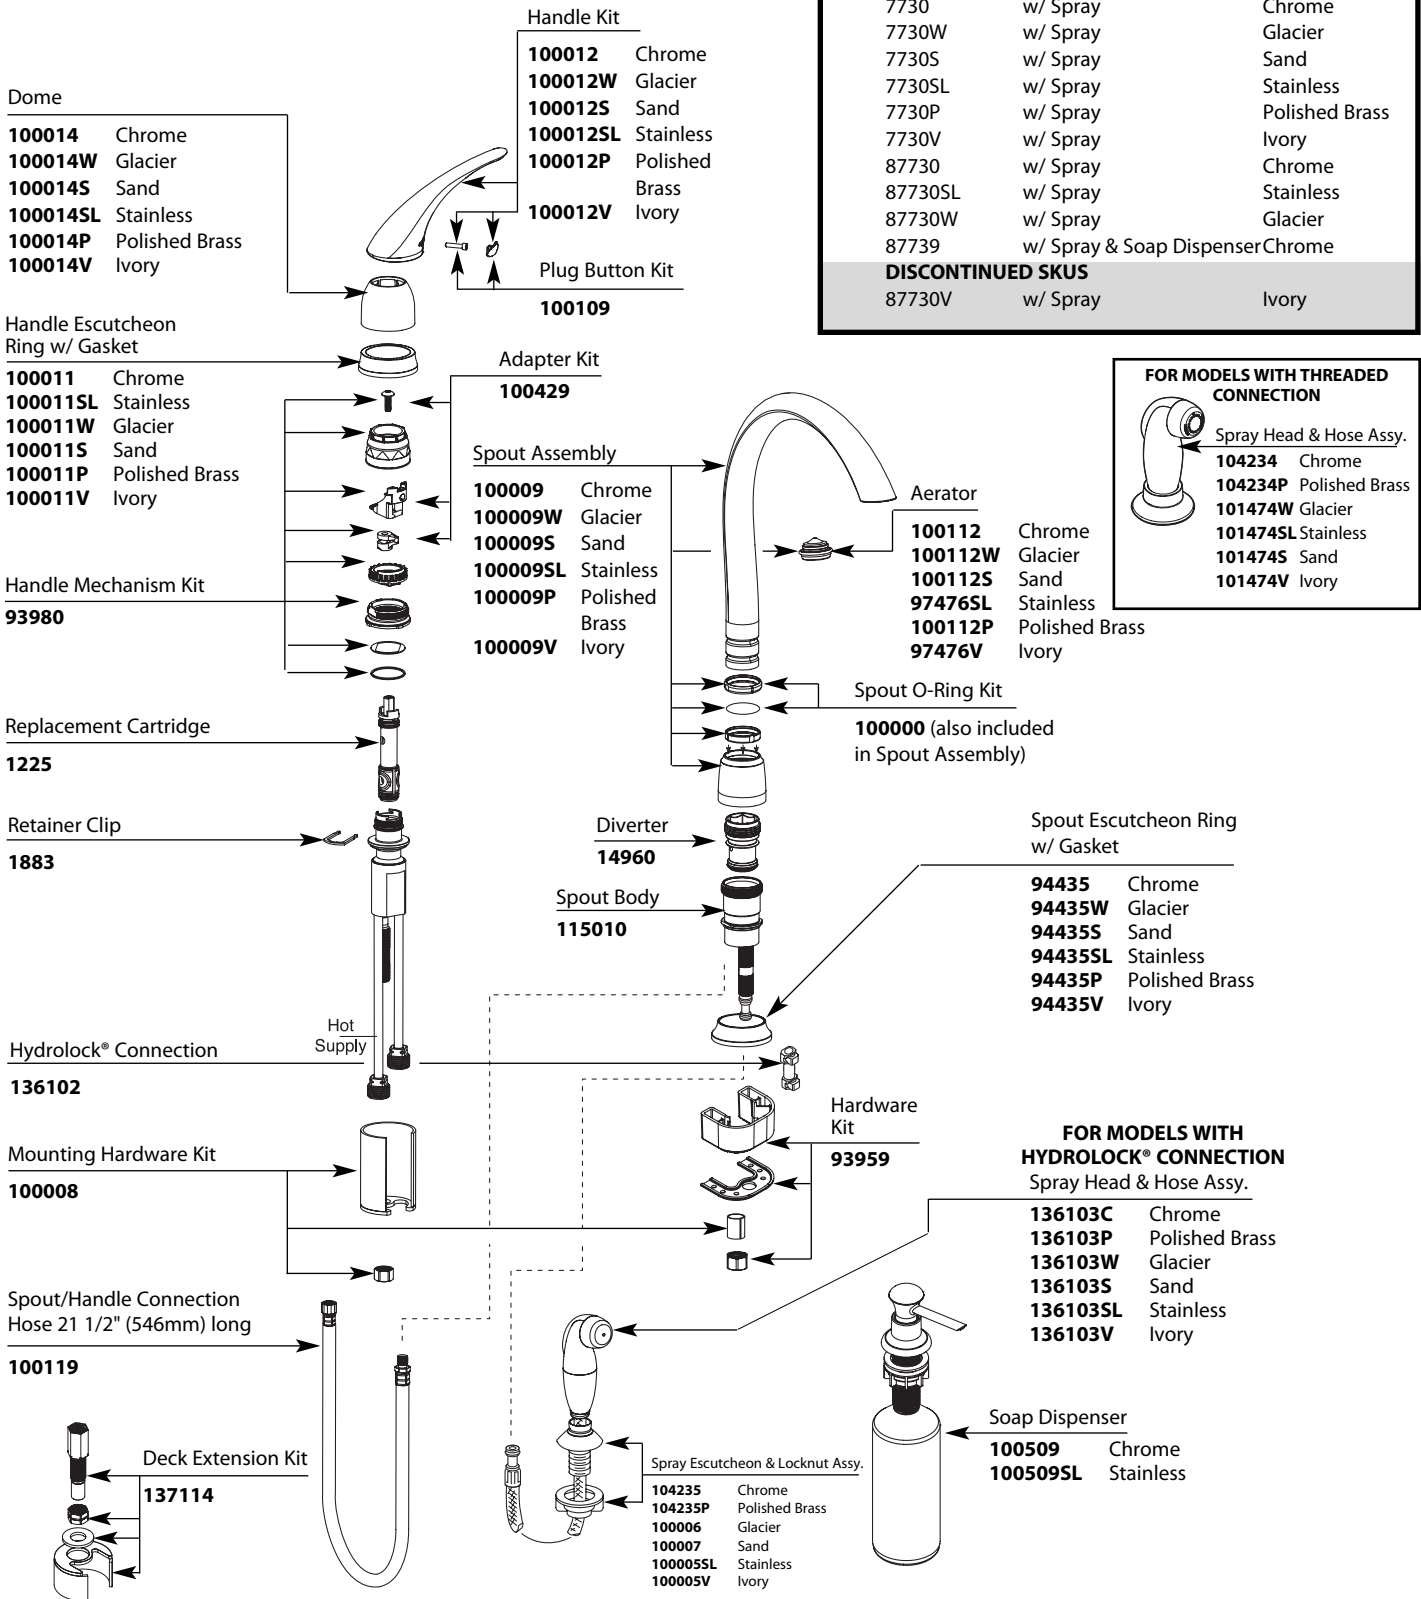 7730 w/ Spray Chrome
7730W w/ Spray Glacier
7730S w/ Spray Sand
7730SL w/ Spray Stainless
7730P w/ Spray Polished Brass
7730V w/ Spray Ivory
87730 w/ Spray Chrome
87730SL w/ Spray Stainless
87730W w/ Spray Glacier
87739 w/ Spray & Soap Dispenser Chrome
DISCONTINUED SKUS
87730V w/ Spray Ivory
Handle Kit
100012 Chrome
100012W Glacier
100012S Sand
100012SL Stainless
100012P Polished
Brass
100012V Ivory
Plug Button Kit
100109
Dome
100014 Chrome
100014W Glacier
100014S Sand
100014SL Stainless
100014P Polished Brass
100014V Ivory
Handle Escutcheon
Ring w/ Gasket
100011 Chrome
100011SL Stainless
100011W Glacier
100011S Sand
100011P Polished Brass
100011V Ivory
Adapter Kit
100429
Spout Assembly
100009 Chrome
100009W Glacier
100009S Sand
100009SL Stainless
100009P Polished
Brass
100009V Ivory
Aerator
100112 Chrome
100112W Glacier
100112S Sand
97476SL Stainless
100112P Polished Brass
97476V Ivory
FOR MODELS WITH THREADED
CONNECTION
Spray Head & Hose Assy.
104234 Chrome
104234P Polished Brass
101474W Glacier
101474SL Stainless
101474S Sand
101474V Ivory
Handle Mechanism Kit
93980
Spout O-Ring Kit
100000 (also included
in Spout Assembly)
Replacement Cartridge
1225
Retainer Clip
1883
Diverter
14960
Spout Body
115010
Spout Escutcheon Ring
w/ Gasket
94435 Chrome
94435W Glacier
94435S Sand
94435SL Stainless
94435P Polished Brass
94435V Ivory
Hot
Supply
Hydrolock® Connection
136102
Mounting Hardware Kit
100008
Hardware
Kit
93959
FOR MODELS WITH
HYDROLOCK® CONNECTION
Spray Head & Hose Assy.
136103C Chrome
136103P Polished Brass
136103W Glacier
136103S Sand
136103SL Stainless
136103V Ivory
Spout/Handle Connection
Hose 21 1/2" (546mm) long
100119
Deck Extension Kit
137114
Spray Escutcheon & Locknut Assy.
104235 Chrome
104235P Polished Brass
100006 Glacier
100007 Sand
100005SL Stainless
100005V Ivory
Soap Dispenser
100509 Chrome
100509SL Stainless